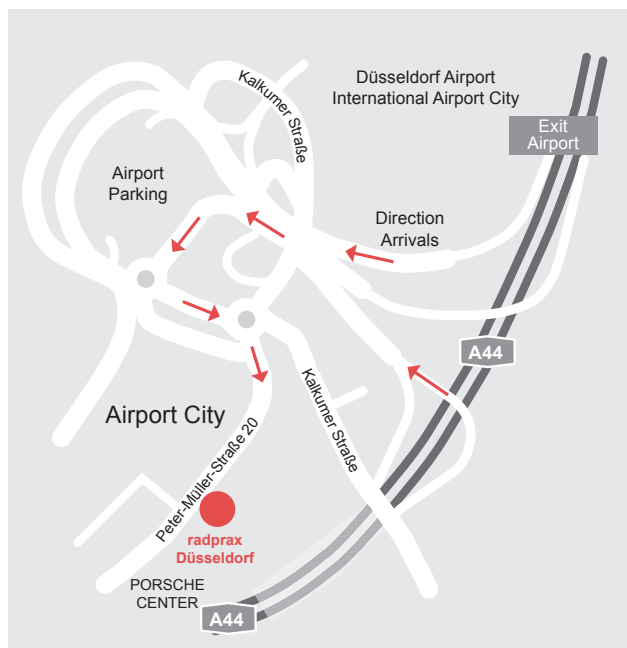 Kalkumer Straße
Düsseldorf Airport
International Airport City
Exit
Airport
Airport
Parking
Direction
Arrivals
A44
Airport City
Kalkumer Straße
Peter-Müller-Straße 20
radprax
Düsseldorf
PORSCHE
CENTER
A44